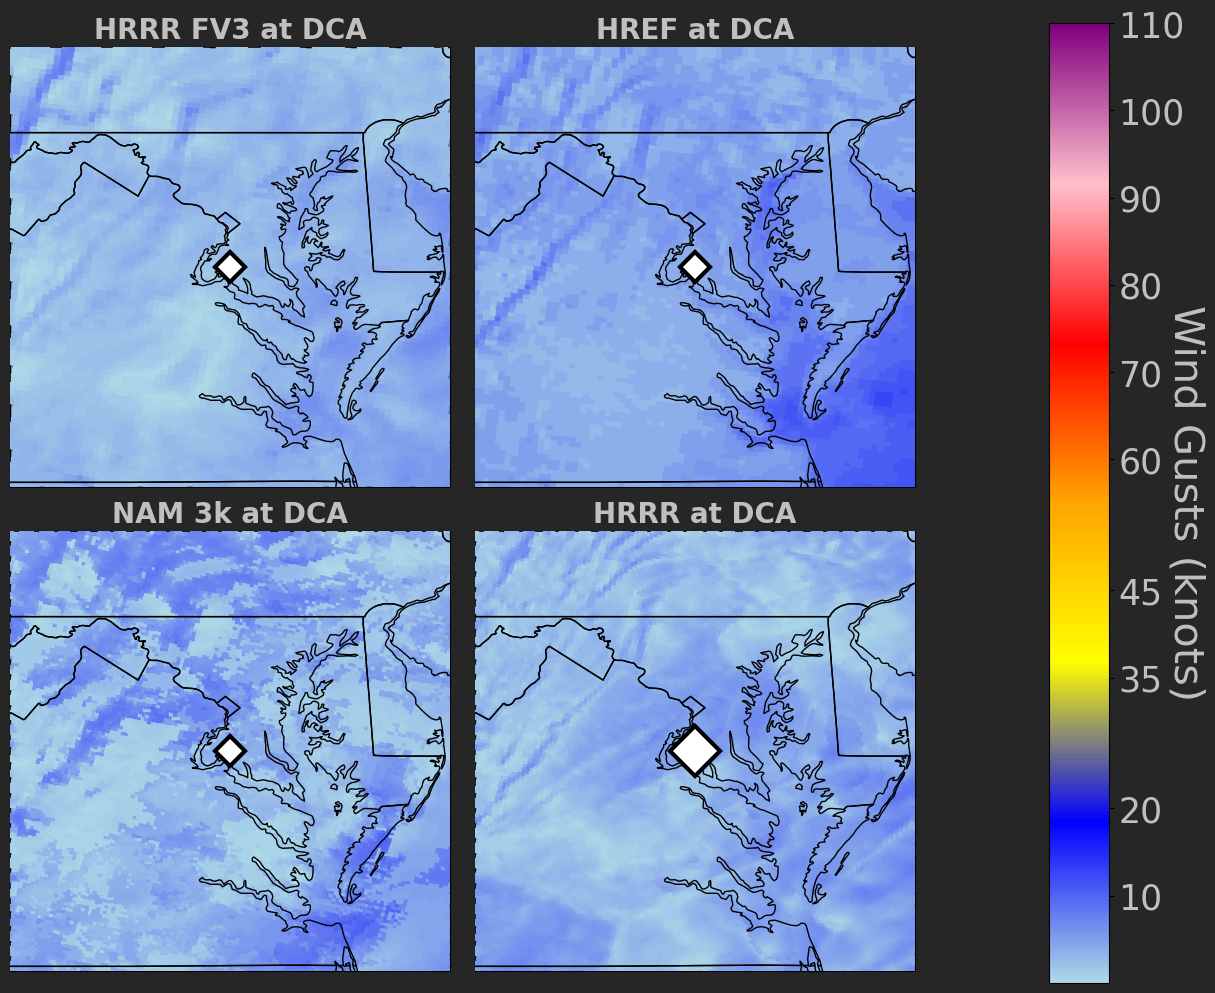 HRRR FV3 at DCA
HREF at DCA
NAM 3k at DCA
HRRR at DCA
110
100
90
80
70
60
45
35
20
10
Wind Gusts (knots)